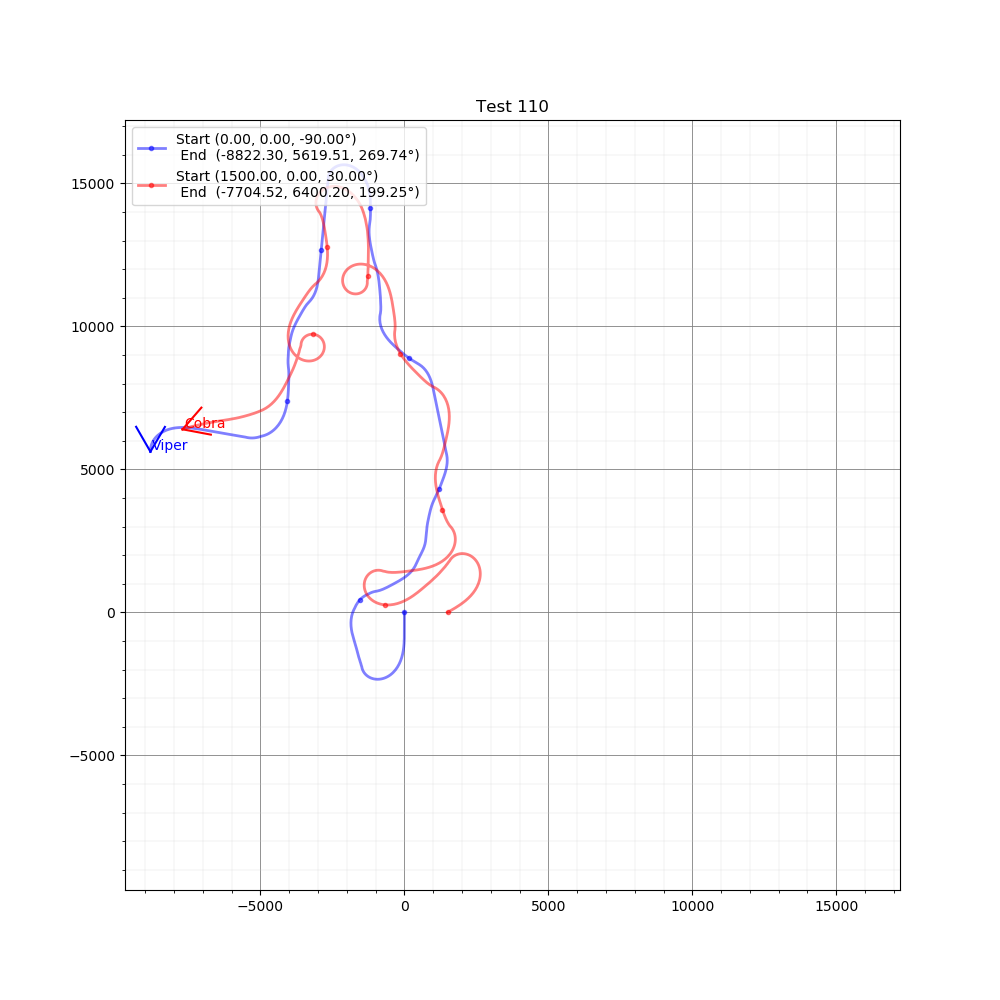 Test 110
Start (0.00, 0.00, -90.00°)
End (-8822.30, 5619.51, 269.74°)
Start (1500.00, 0.00, 30.00°)
End (-7704.52, 6400.20, 199.25°)
15000
10000
5000
0
−5000
Cobra
Viper
−5000 0 5000 10000 15000